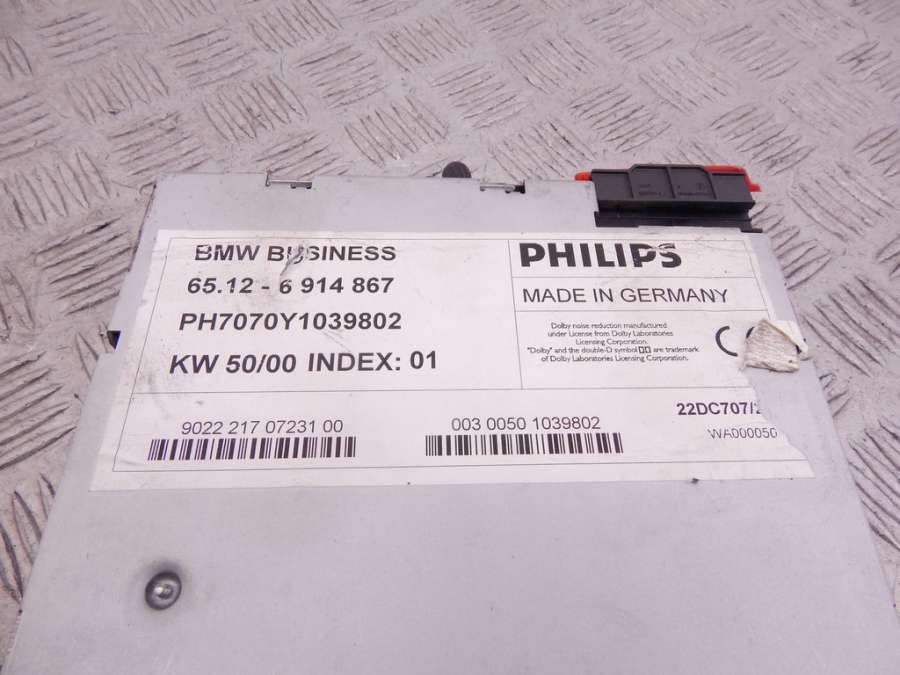 BMW BUSINESS
65.12 - 6 914 867
PH7070Y1039802
KW 50/00 INDEX: 01
PHILIPS
MADE IN GERMANY
Dolby noise reduction manufactured
under License from Dolby Laboratories
Licensing Corporation.
"Dolby" and the double-D symbol are trademark
of Dolby Laboratories Licensing Corporation.
CE
9022 217 07231 00
003 0050 1039802
22DC707/
WA000050